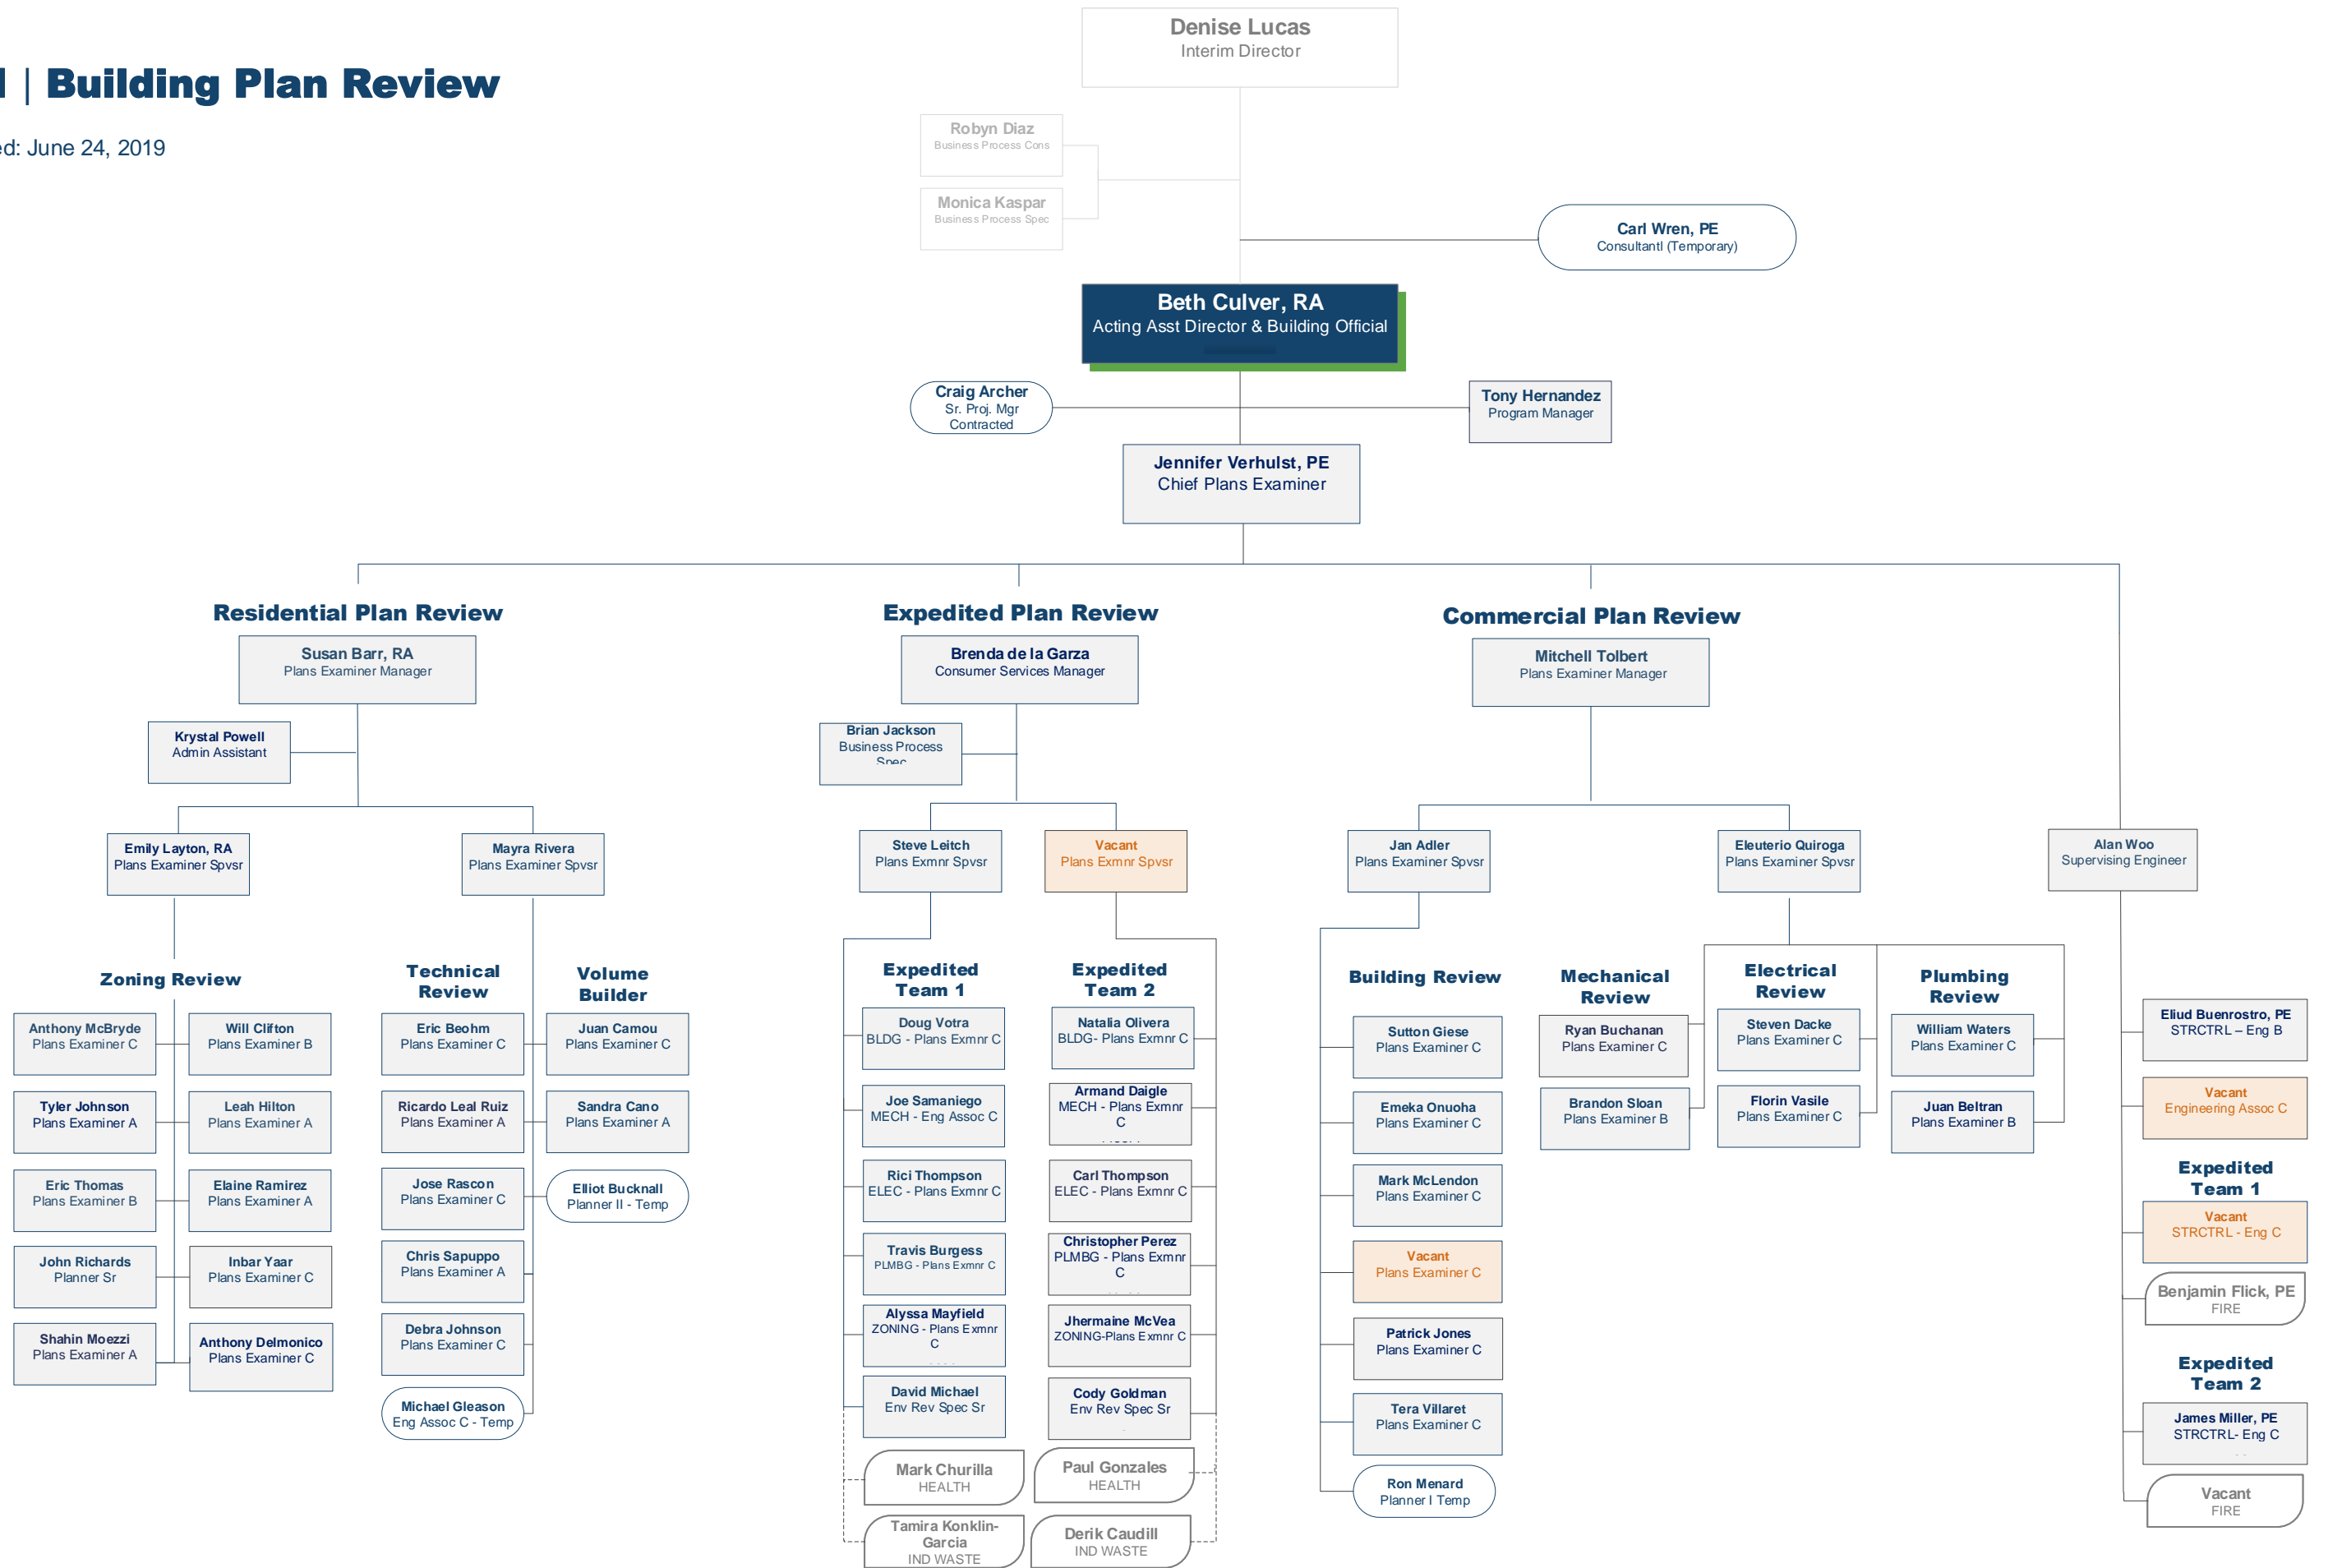 | Building Plan Review
ed: June 24, 2019
Denise Lucas
Interim Director
Robyn Diaz
Business Process Cons
Monica Kaspar
Business Process Spec
Carl Wren, PE
Consultantl (Temporary)
Beth Culver, RA
Acting Asst Director & Building Official
Craig Archer
Sr. Proj. Mgr
Contracted
Tony Hernandez
Program Manager
Jennifer Verhulst, PE
Chief Plans Examiner
Residential Plan Review
Susan Barr, RA
Plans Examiner Manager
Krystal Powell
Admin Assistant
Emily Layton, RA
Plans Examiner Spvsr
Mayra Rivera
Plans Examiner Spvsr
Zoning Review
Anthony McBryde
Plans Examiner C
Will Clifton
Plans Examiner B
Tyler Johnson
Plans Examiner A
Leah Hilton
Plans Examiner A
Eric Thomas
Plans Examiner B
Elaine Ramirez
Plans Examiner A
John Richards
Planner Sr
Inbar Yaar
Plans Examiner C
Shahin Moezzi
Plans Examiner A
Anthony Delmonico
Plans Examiner C
Technical
Review
Eric Beohm
Plans Examiner C
Ricardo Leal Ruiz
Plans Examiner A
Jose Rascon
Plans Examiner C
Chris Sapuppo
Plans Examiner A
Debra Johnson
Plans Examiner C
Michael Gleason
Eng Assoc C - Temp
Volume
Builder
Juan Camou
Plans Examiner C
Sandra Cano
Plans Examiner A
Elliot Bucknall
Planner II - Temp
Expedited Plan Review
Brenda de la Garza
Consumer Services Manager
Brian Jackson
Business Process
Spec
Steve Leitch
Plans Exmnr Spvsr
Vacant
Plans Exmnr Spvsr
Expedited
Team 1
Doug Votra
BLDG - Plans Exmnr C
Joe Samaniego
MECH - Eng Assoc C
Rici Thompson
ELEC - Plans Exmnr C
Travis Burgess
PLMBG - Plans Exmnr C
Alyssa Mayfield
ZONING - Plans Exmnr
C
David Michael
Env Rev Spec Sr
Mark Churilla
HEALTH
Tamira Konklin-
Garcia
IND WASTE
Expedited
Team 2
Natalia Olivera
BLDG- Plans Exmnr C
Armand Daigle
MECH - Plans Exmnr
C
Carl Thompson
ELEC - Plans Exmnr C
Christopher Perez
PLMBG - Plans Exmnr
C
Jhermaine McVea
ZONING-Plans Exmnr C
Cody Goldman
Env Rev Spec Sr
Paul Gonzales
HEALTH
Derik Caudill
IND WASTE
Commercial Plan Review
Mitchell Tolbert
Plans Examiner Manager
Jan Adler
Plans Examiner Spvsr
Eleuterio Quiroga
Plans Examiner Spvsr
Building Review
Sutton Giese
Plans Examiner C
Emeka Onuoha
Plans Examiner C
Mark McLendon
Plans Examiner C
Vacant
Plans Examiner C
Patrick Jones
Plans Examiner C
Tera Villaret
Plans Examiner C
Ron Menard
Planner I Temp
Mechanical
Review
Ryan Buchanan
Plans Examiner C
Brandon Sloan
Plans Examiner B
Electrical
Review
Steven Dacke
Plans Examiner C
Florin Vasile
Plans Examiner C
Plumbing
Review
William Waters
Plans Examiner C
Juan Beltran
Plans Examiner B
Alan Woo
Supervising Engineer
Eliud Buenrostro, PE
STRCTRL – Eng B
Vacant
Engineering Assoc C
Expedited
Team 1
Vacant
STRCTRL - Eng C
Benjamin Flick, PE
FIRE
Expedited
Team 2
James Miller, PE
STRCTRL- Eng C
Vacant
FIRE